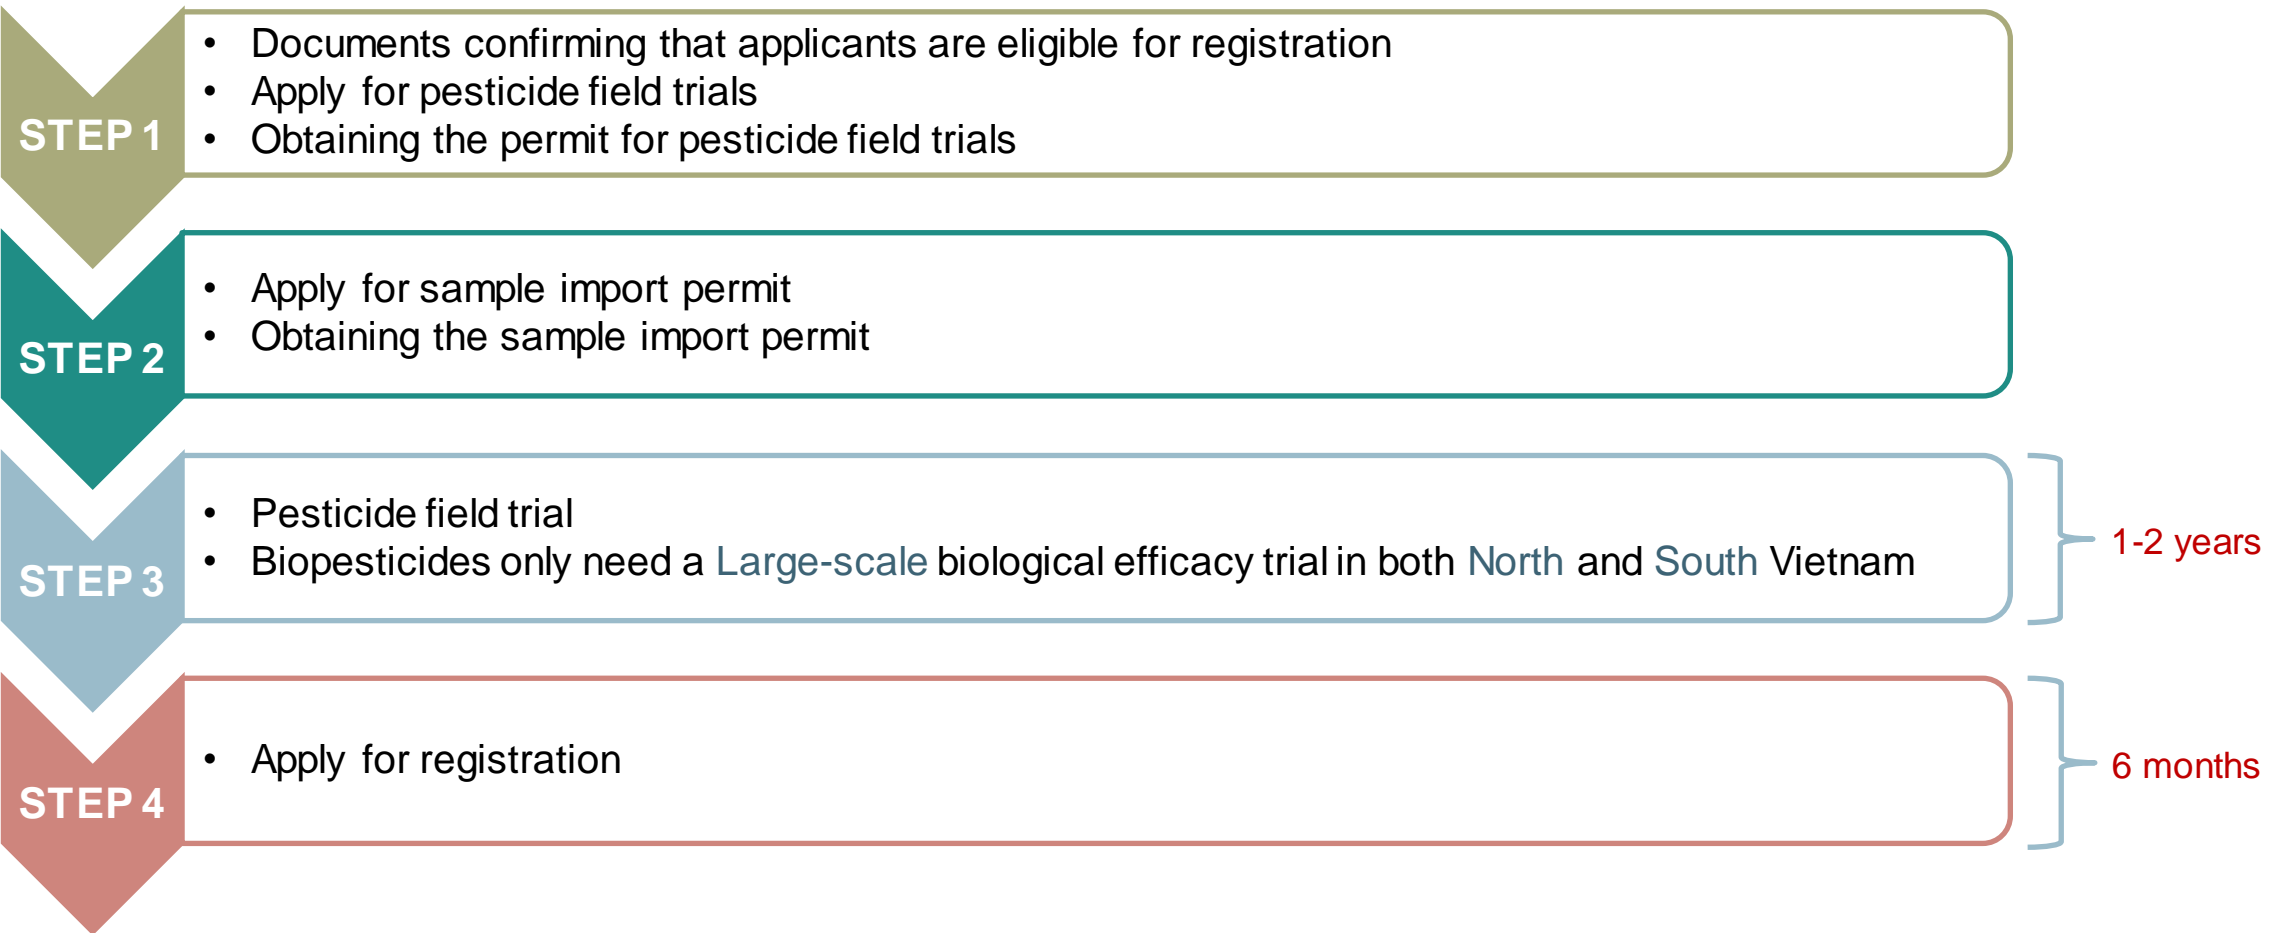 STEP 1
• Documents confirming that applicants are eligible for registration
• Apply for pesticide field trials
• Obtaining the permit for pesticide field trials
STEP 2
• Apply for sample import permit
• Obtaining the sample import permit
STEP 3
• Pesticide field trial
• Biopesticides only need a Large-scale biological efficacy trial in both North and South Vietnam
1-2 years
STEP 4
• Apply for registration
6 months